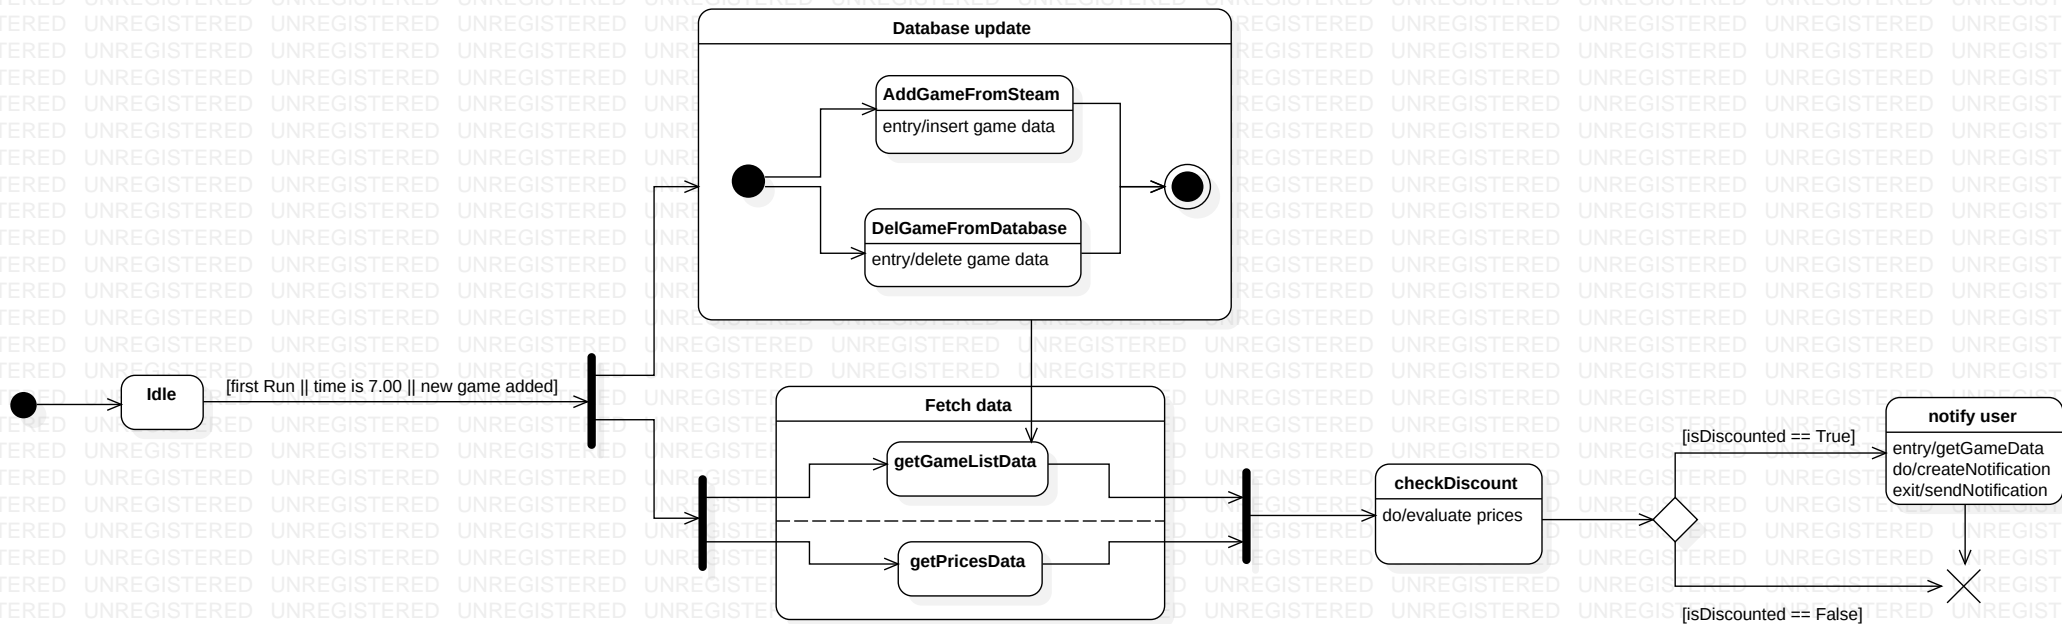 Database update
AddGameFromSteam
entry/insert game data
DelGameFromDatabase
entry/delete game data
Idle
[first Run || time is 7.00 || new game added]
Fetch data
getGameListData
getPricesData
checkDiscount
do/evaluate prices
[isDiscounted == True]
notify user
entry/getGameData
do/createNotification
exit/sendNotification
[isDiscounted == False]
UNREGISTERED